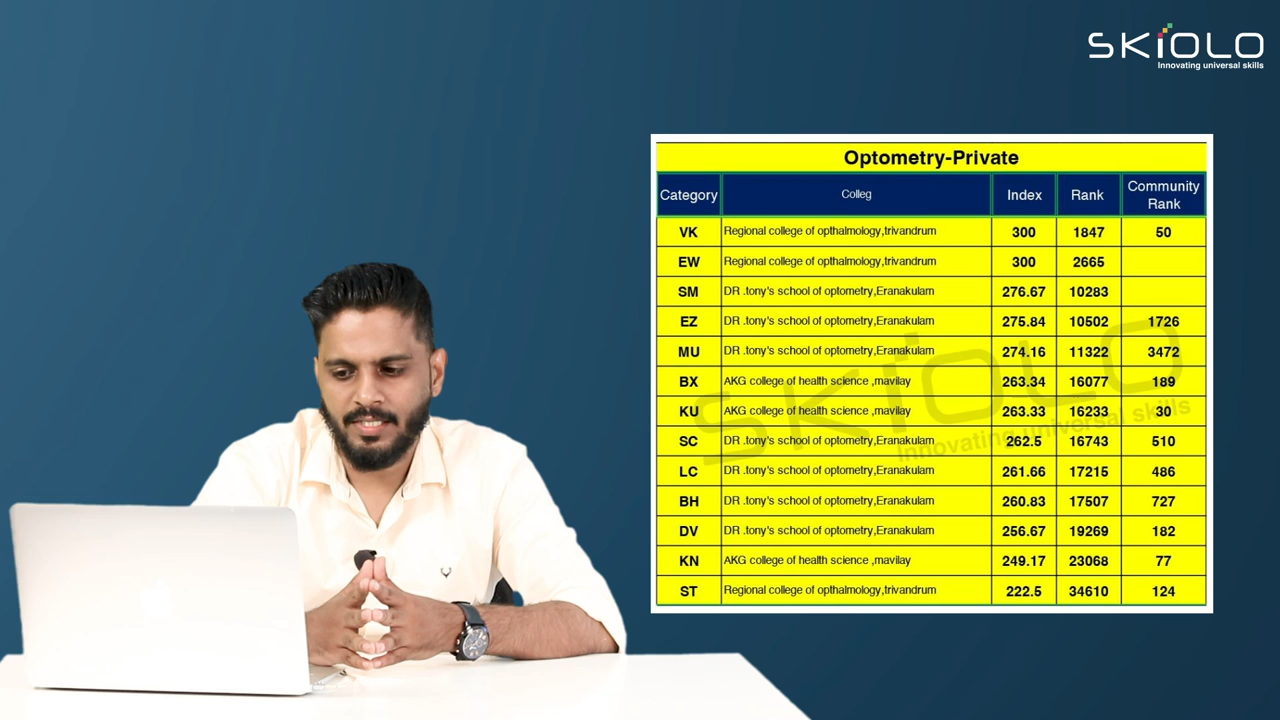 SKIOLO
Innovating universal skills
Optometry-Private
Category Colleg Index Rank Community Rank
VK Regional college of opthalmology,trivandrum 300 1847 50
EW Regional college of opthalmology,trivandrum 300 2665
SM DR .tony's school of optometry,Eranakulam 276.67 10283
EZ DR .tony's school of optometry,Eranakulam 275.84 10502 1726
MU DR .tony's school of optometry,Eranakulam 274.16 11322 3472
BX AKG college of health science ,mavilay 263.34 16077 189
KU AKG college of health science ,mavilay 263.33 16233 30
SC DR .tony's school of optometry,Eranakulam 262.5 16743 510
LC DR .tony's school of optometry,Eranakulam 261.66 17215 486
BH DR .tony's school of optometry,Eranakulam 260.83 17507 727
DV DR .tony's school of optometry,Eranakulam 256.67 19269 182
KN AKG college of health science ,mavilay 249.17 23068 77
ST Regional college of opthalmology,trivandrum 222.5 34610 124
SKIOLO
Innovating universal skills